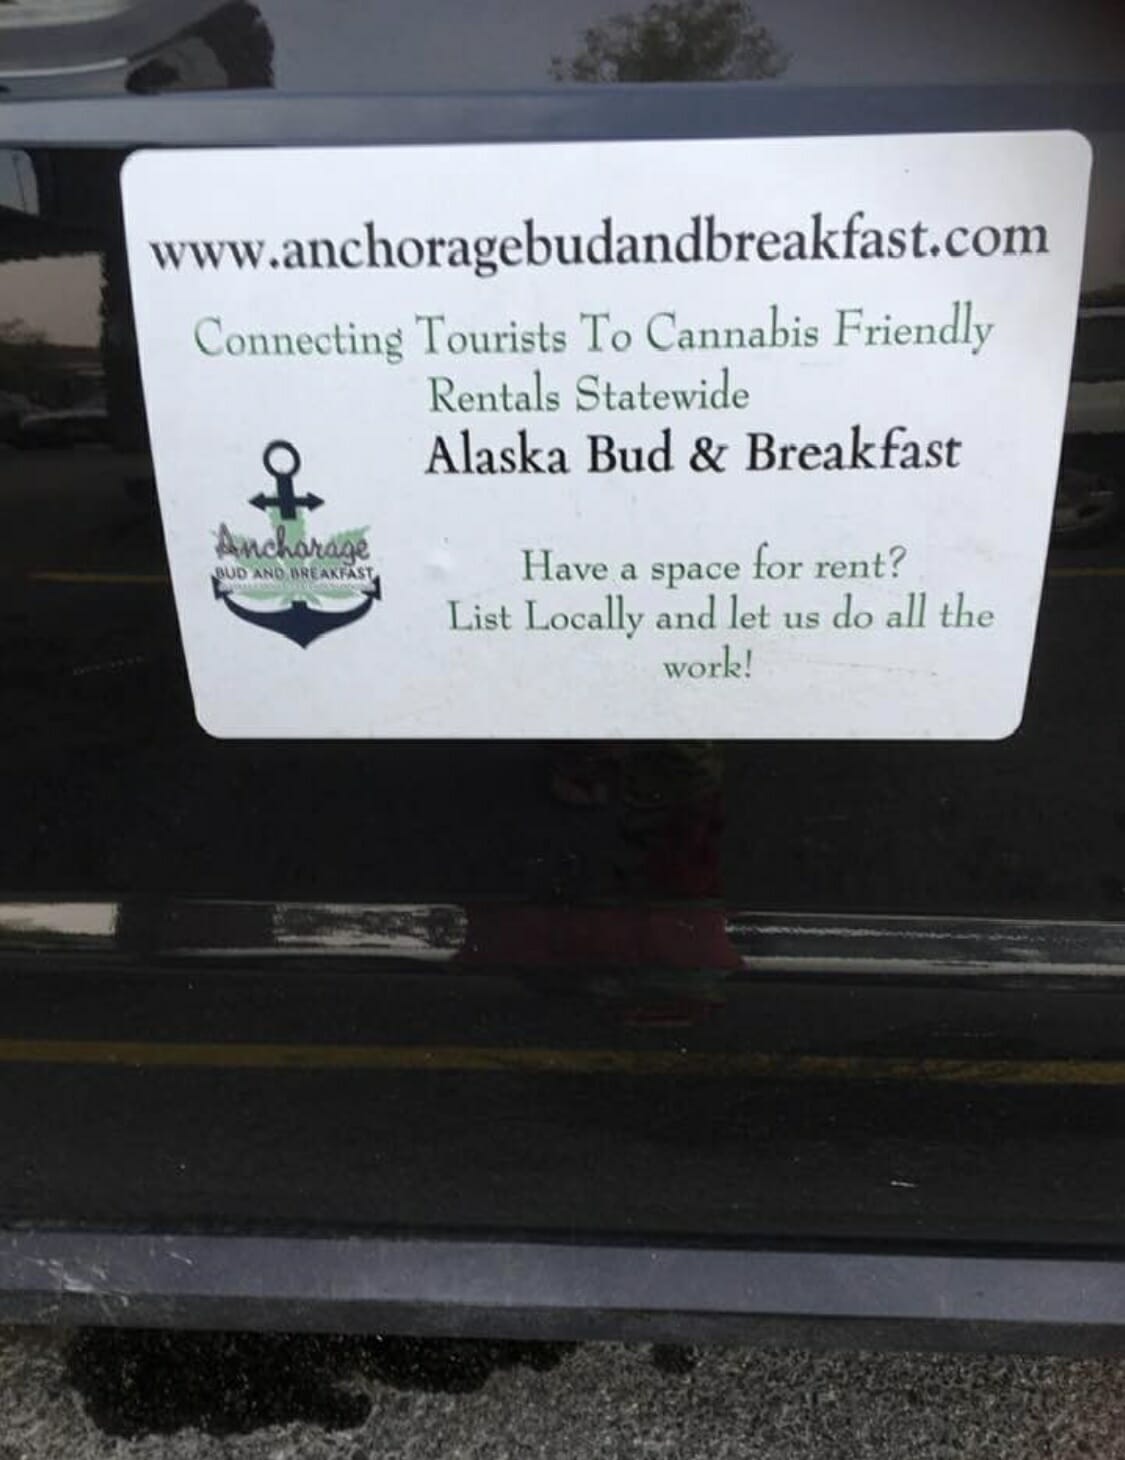 www.anchoragebudandbreakfast.com
Connecting Tourists To Cannabis Friendly
Rentals Statewide
Alaska Bud & Breakfast
Anchorage
BUD AND BREAKFAST
Have a space for rent?
List Locally and let us do all the
work!